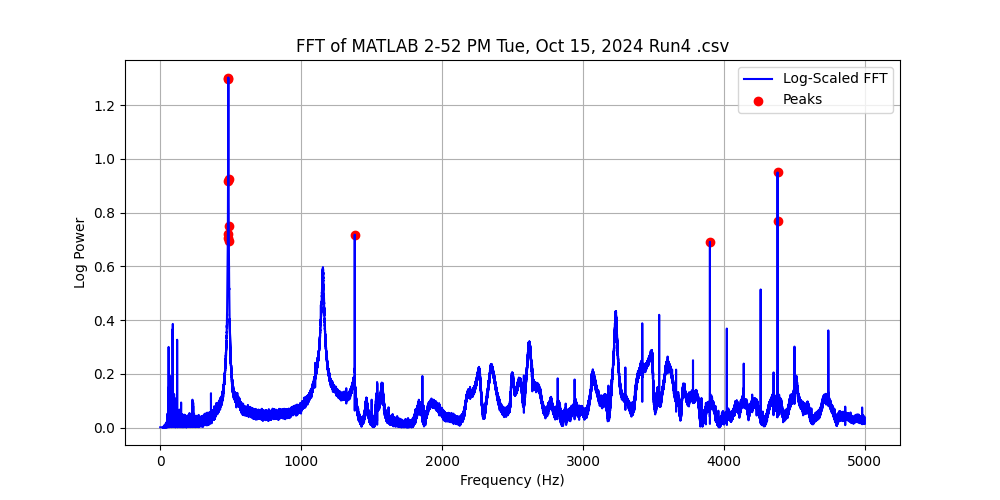 FFT of MATLAB 2-52 PM Tue, Oct 15, 2024 Run4 .csv
Log-Scaled FFT
Peaks
Log Power
1.2
1.0
0.8
0.6
0.4
0.2
0.0
0 1000 2000 3000 4000 5000
Frequency (Hz)